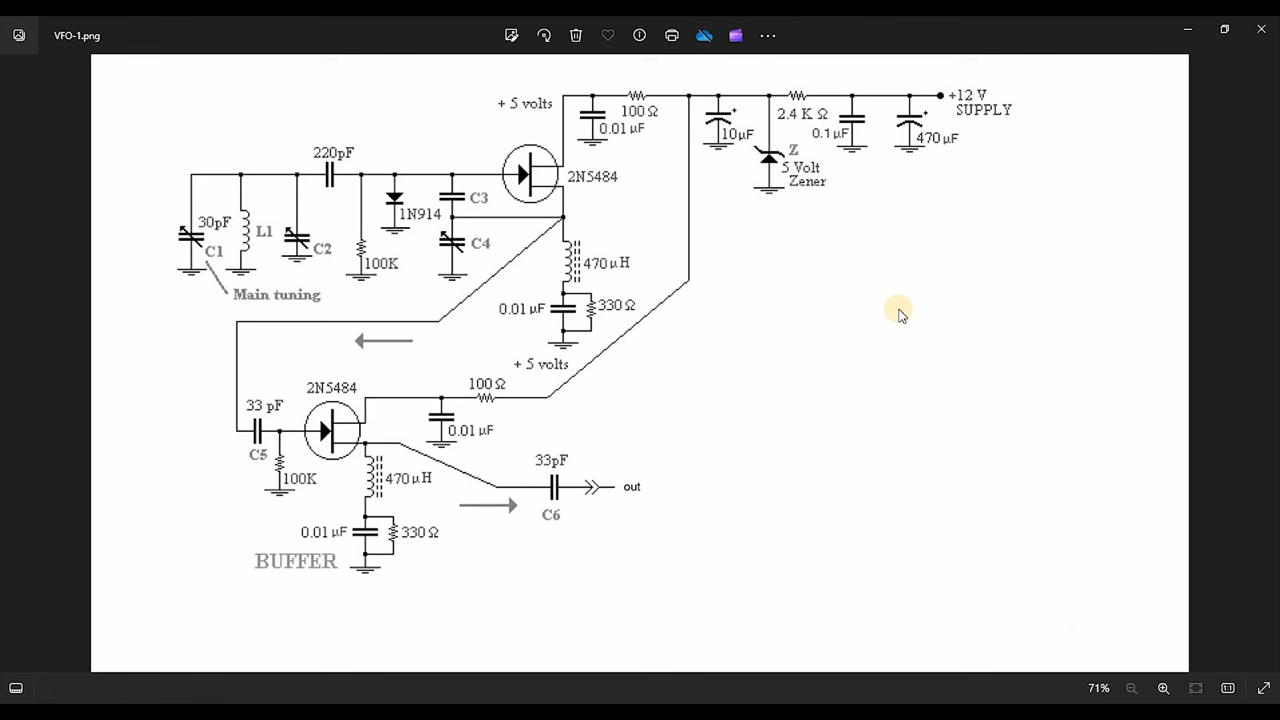 VFO-1.png
+ 5 volts
100 Ω
0.01 µF
10µF
2.4 K Ω
0.1µF
+12 V
SUPPLY
470 µF
Z
5 Volt
Zener
220pF
2N5484
30pF
C1
L1
C2
1N914
C3
100K
C4
470 µH
Main tuning
0.01 µF
330 Ω
+ 5 volts
2N5484
100 Ω
33 pF
C5
0.01 µF
100K
470 µH
33pF
out
C6
0.01 µF
330 Ω
BUFFER
71%
1:1